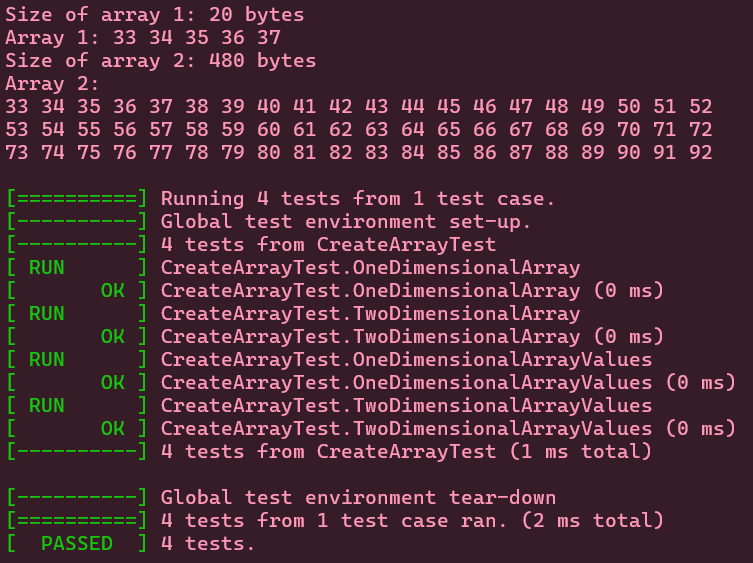 Size of array 1: 20 bytes
Array 1: 33 34 35 36 37
Size of array 2: 480 bytes
Array 2:
33 34 35 36 37 38 39 40 41 42 43 44 45 46 47 48 49 50 51 52
53 54 55 56 57 58 59 60 61 62 63 64 65 66 67 68 69 70 71 72
73 74 75 76 77 78 79 80 81 82 83 84 85 86 87 88 89 90 91 92

[==========] Running 4 tests from 1 test case.
[----------] Global test environment set-up.
[----------] 4 tests from CreateArrayTest
[ RUN      ] CreateArrayTest.OneDimensionalArray
[       OK ] CreateArrayTest.OneDimensionalArray (0 ms)
[ RUN      ] CreateArrayTest.TwoDimensionalArray
[       OK ] CreateArrayTest.TwoDimensionalArray (0 ms)
[ RUN      ] CreateArrayTest.OneDimensionalArrayValues
[       OK ] CreateArrayTest.OneDimensionalArrayValues (0 ms)
[ RUN      ] CreateArrayTest.TwoDimensionalArrayValues
[       OK ] CreateArrayTest.TwoDimensionalArrayValues (0 ms)
[----------] 4 tests from CreateArrayTest (1 ms total)

[----------] Global test environment tear-down
[==========] 4 tests from 1 test case ran. (2 ms total)
[  PASSED  ] 4 tests.